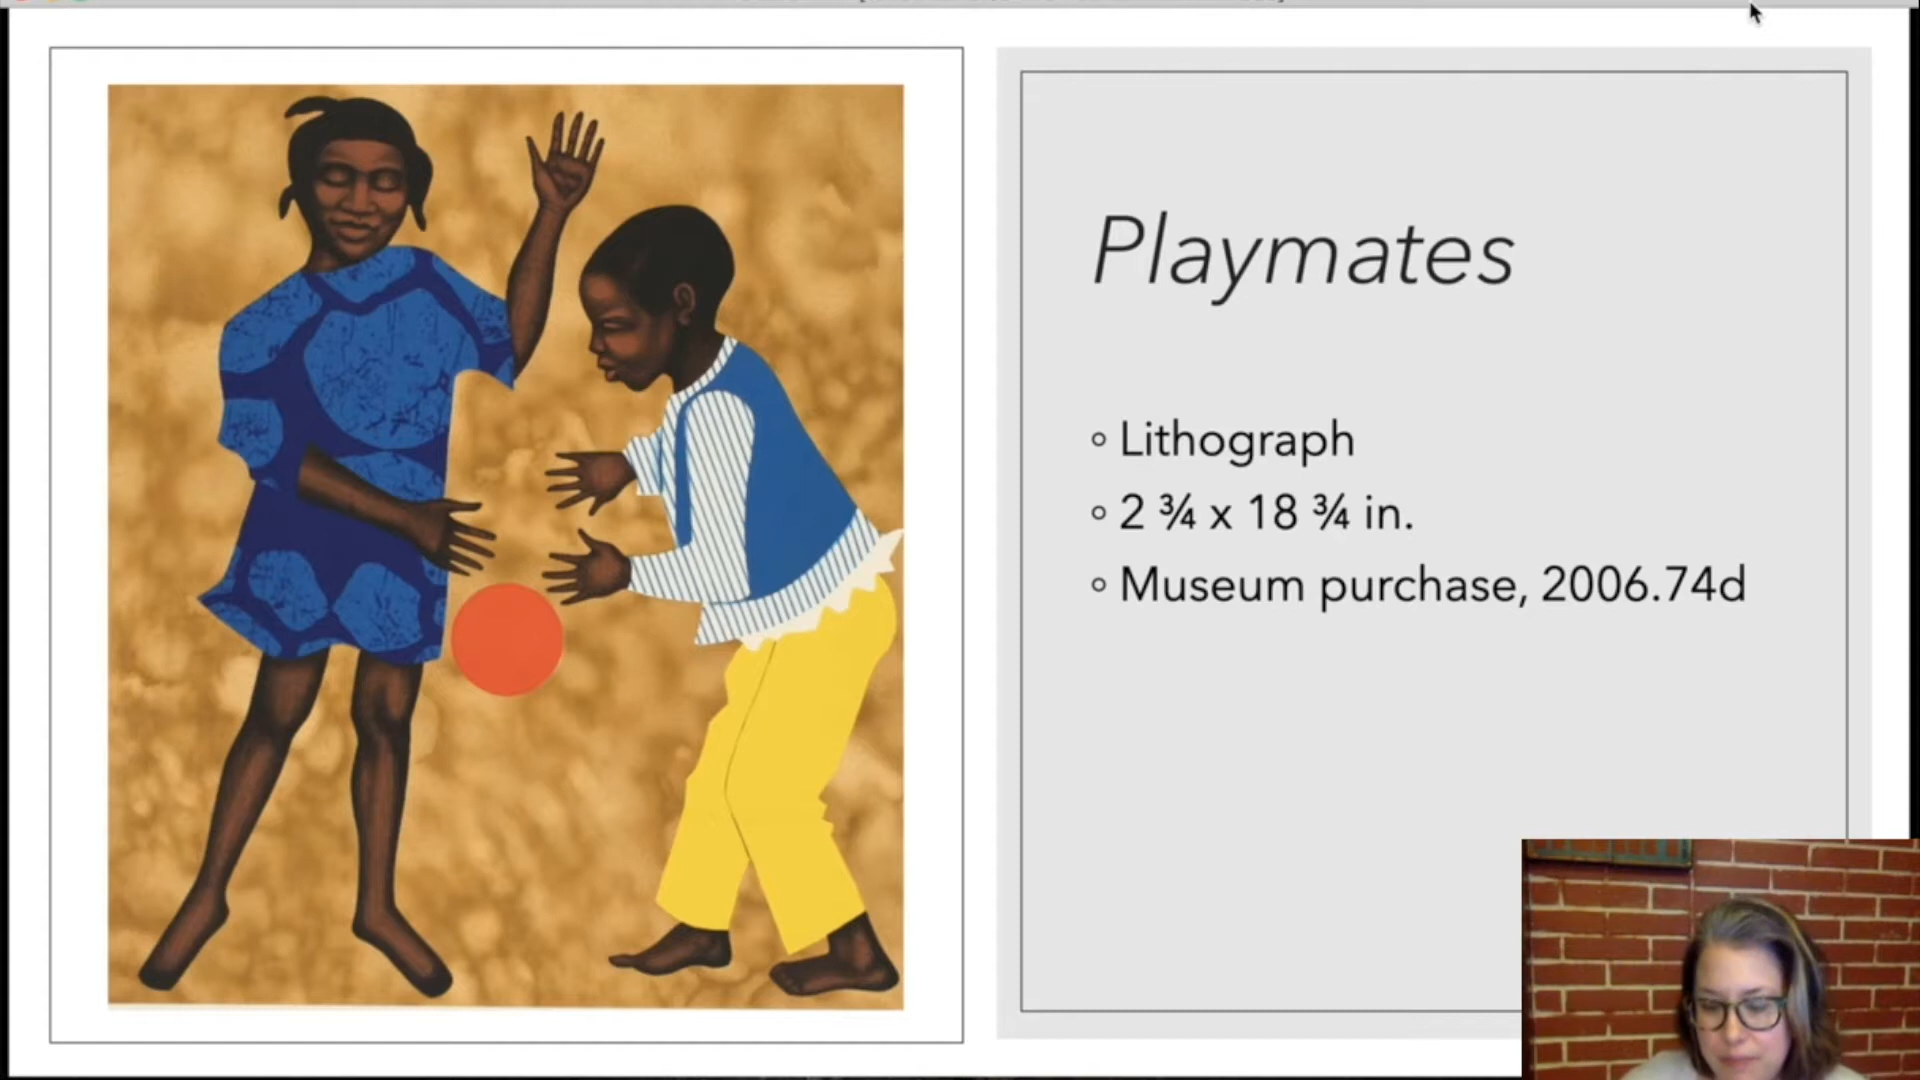 Playmates
Lithograph
2 ¾ x 18 ¾ in.
Museum purchase, 2006.74d